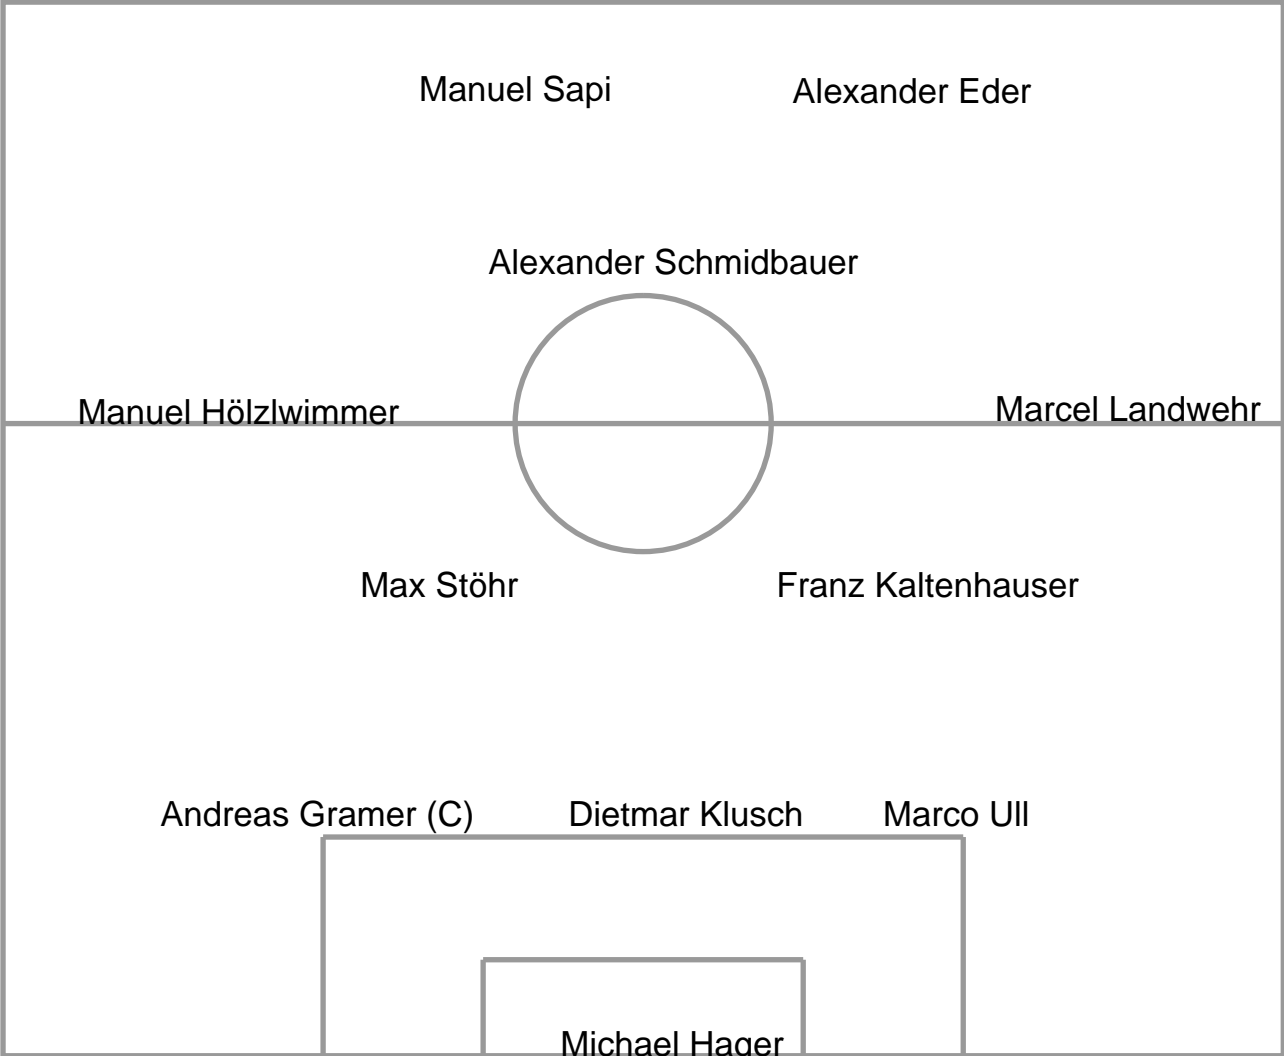 Manuel Sapi
Alexander Eder
Alexander Schmidbauer
Manuel Hölzlwimmer
Marcel Landwehr
Max Stöhr
Franz Kaltenhauser
Andreas Gramer (C)
Dietmar Klusch
Marco Ull
Michael Hager